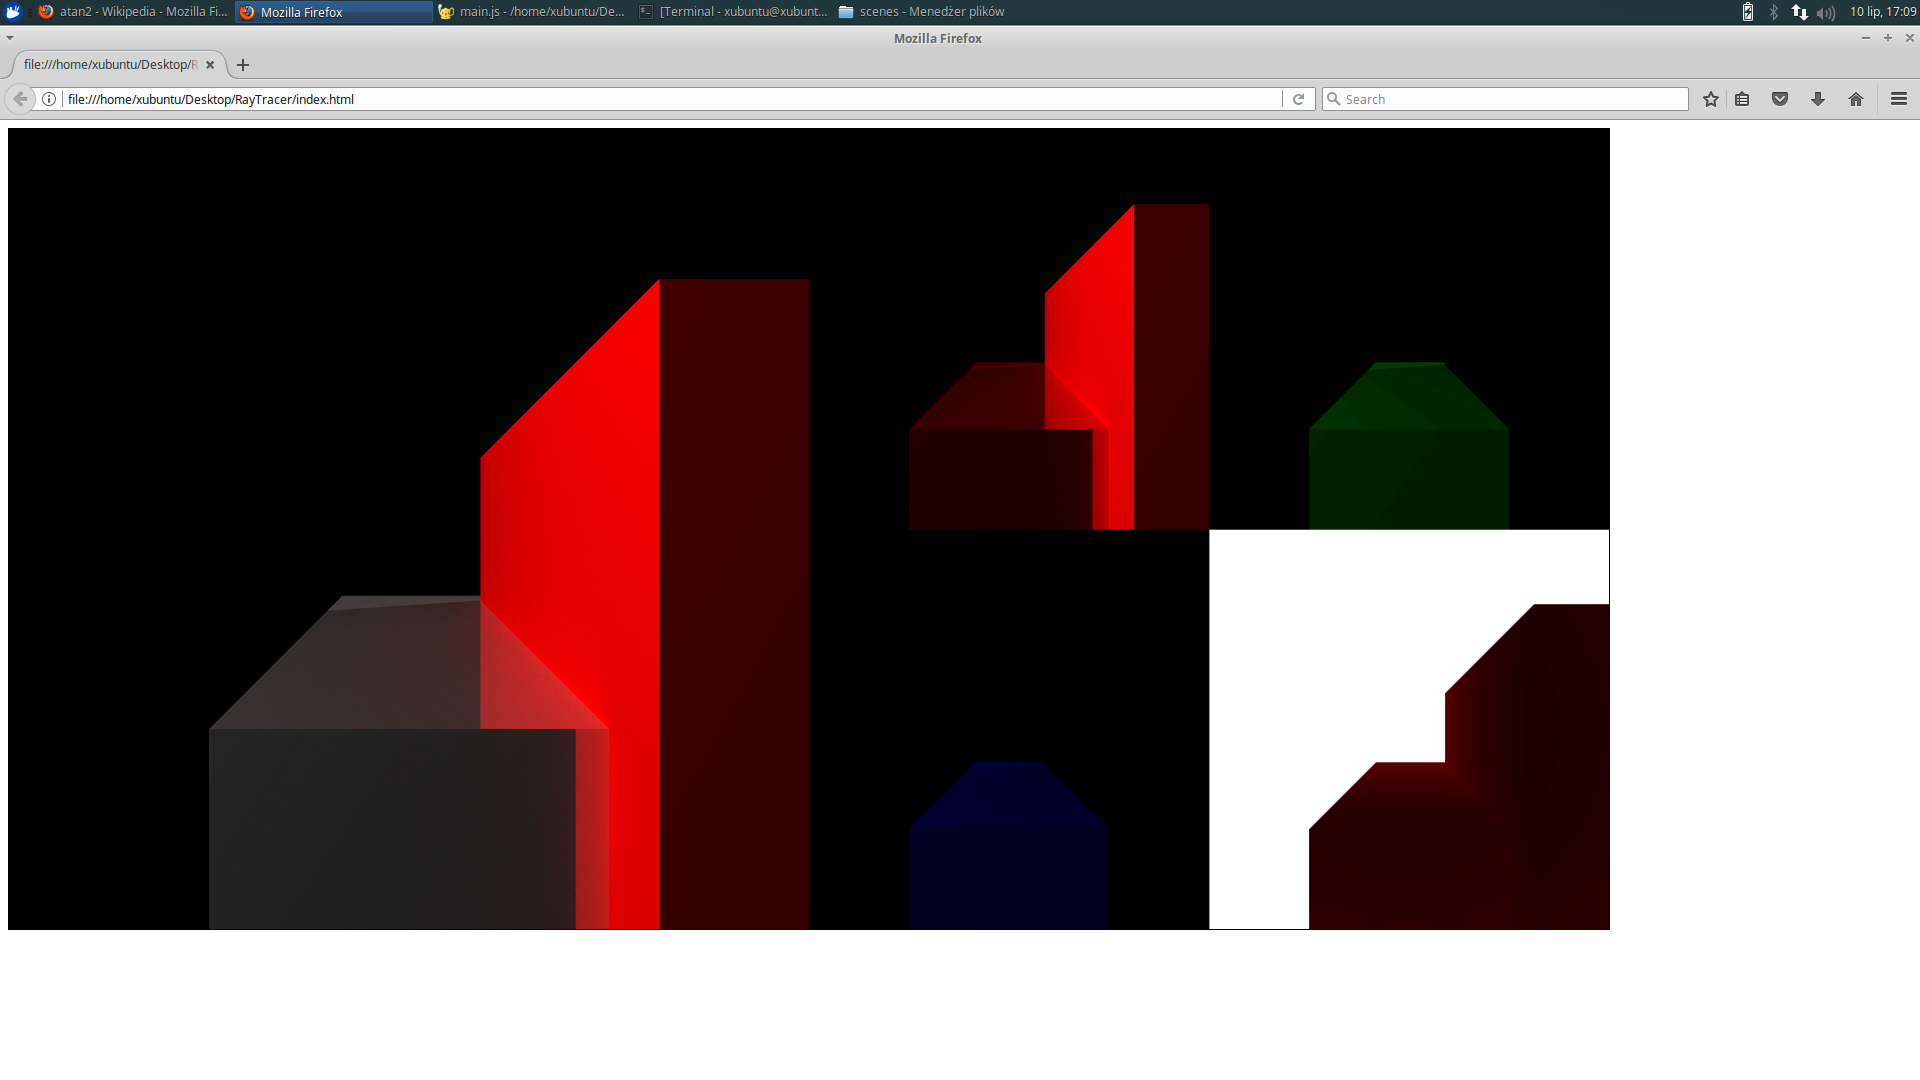 atan2 - Wikipedia - Mozilla Fi...
Mozilla Firefox
main.js - /home/xubuntu/De...
[Terminal - xubuntu@xubunt...
scenes - Menedżer plików
10 lip, 17:09
Mozilla Firefox
file:///home/xubuntu/Desktop/R
file:///home/xubuntu/Desktop/RayTracer/index.html
Search